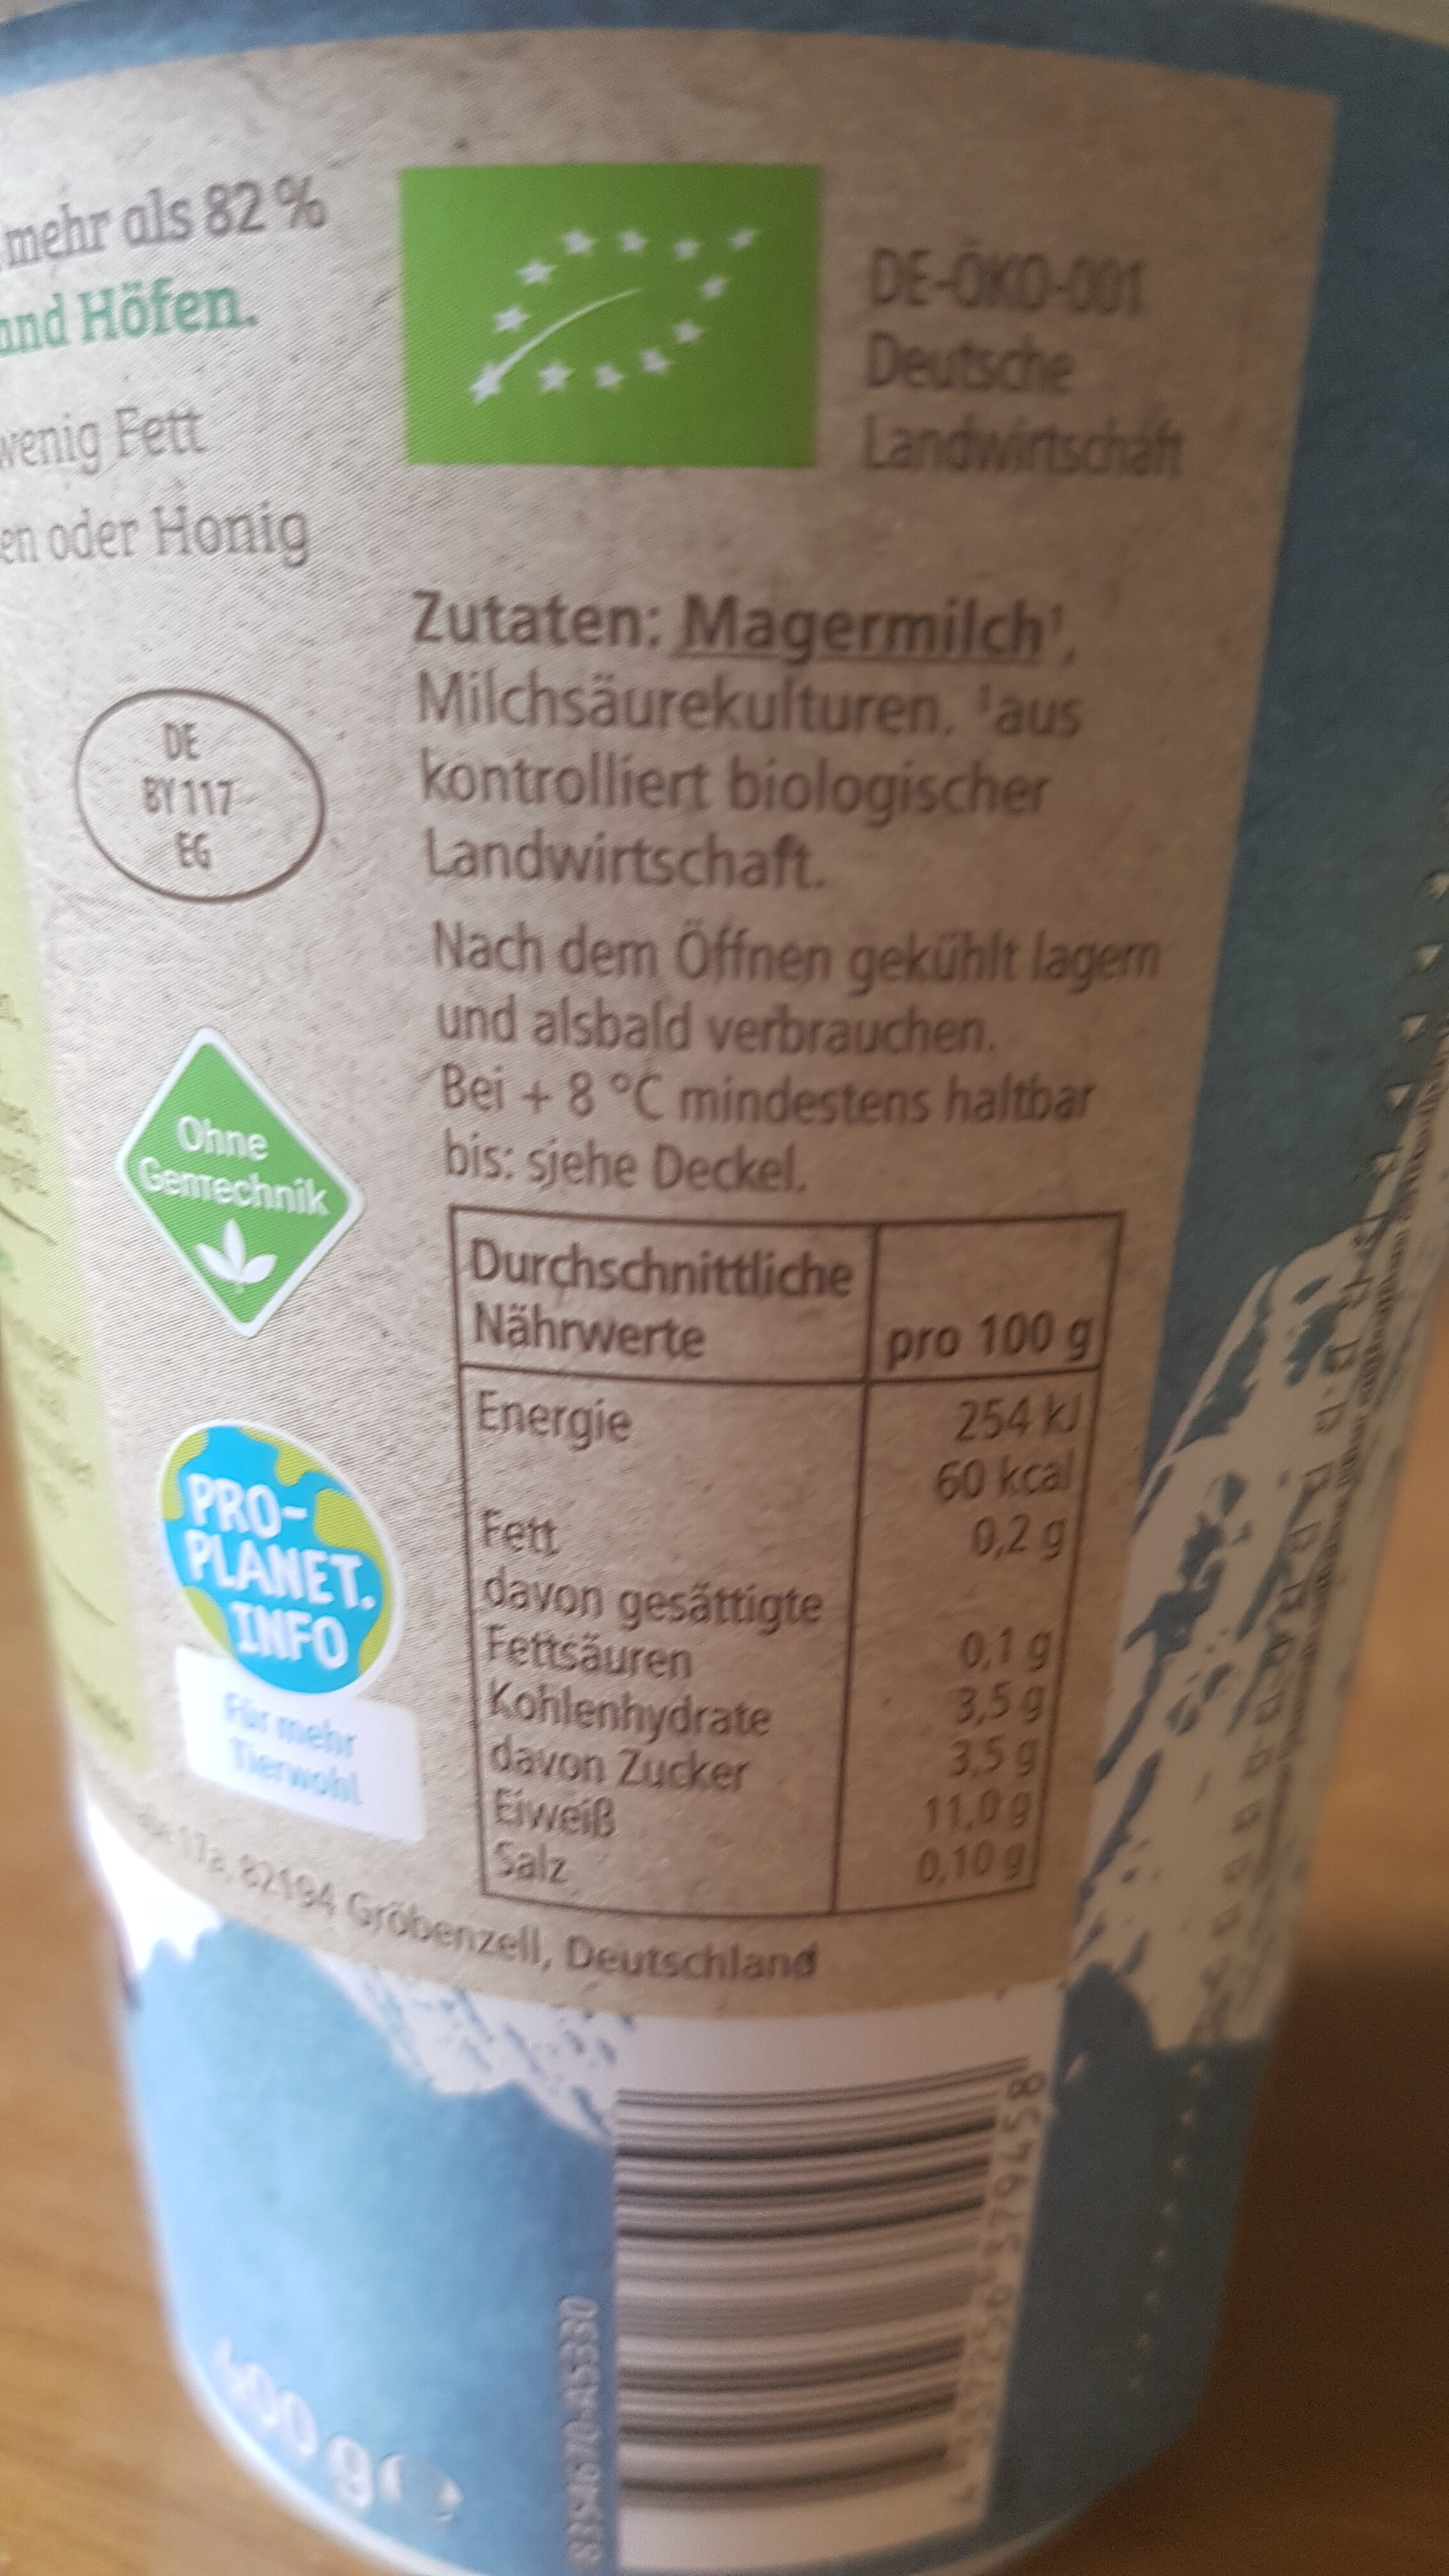 mehr als 82 %
Höfen.
wenig Fett
oder Honig
DE-ÖKO-001
Deutsche
Landwirtschaft
Zutaten: Magermilch¹,
Milchsäurekulturen. ¹aus
kontrolliert biologischer
Landwirtschaft.
Nach dem Öffnen gekühlt lagern
und alsbald verbrauchen.
Bei + 8 °C mindestens haltbar
bis: siehe Deckel.
DE
BY 117
EG
Ohne
Gentechnik
PRO-
PLANET.
INFO
Für mehr
Tierwohl
Durchschnittliche
Nährwerte pro 100 g
Energie 254 kJ
60 kcal
Fett 0,2 g
davon gesättigte
Fettsäuren 0,1 g
Kohlenhydrate 3,5 g
davon Zucker 3,5 g
Eiweiß 11,0 g
Salz 0,10 g
17a, 82194 Gröbenzell, Deutschland